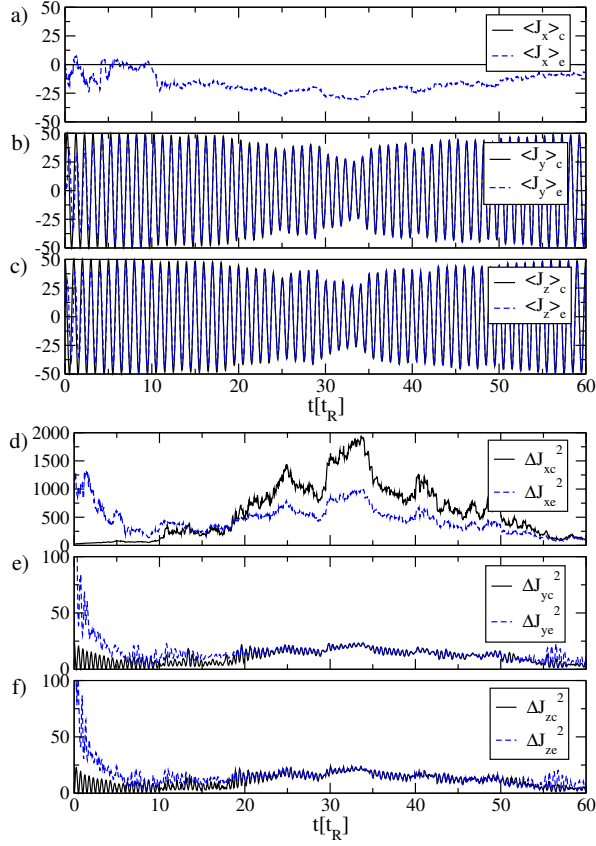 a)
50
25
0
-25
-50
<J_x>_c
<J_x>_e
b)
50
25
0
-25
-50
<J_y>_c
<J_y>_e
c)
50
25
0
-25
-50
<J_z>_c
<J_z>_e
0 10 20 30 40 50 60
t[t_R]
d)
2000
1500
1000
500
0
ΔJ_xc^2
ΔJ_xe^2
e)
100
50
0
ΔJ_yc^2
ΔJ_ye^2
f)
100
50
0
ΔJ_zc^2
ΔJ_ze^2
0 10 20 30 40 50 60
t[t_R]